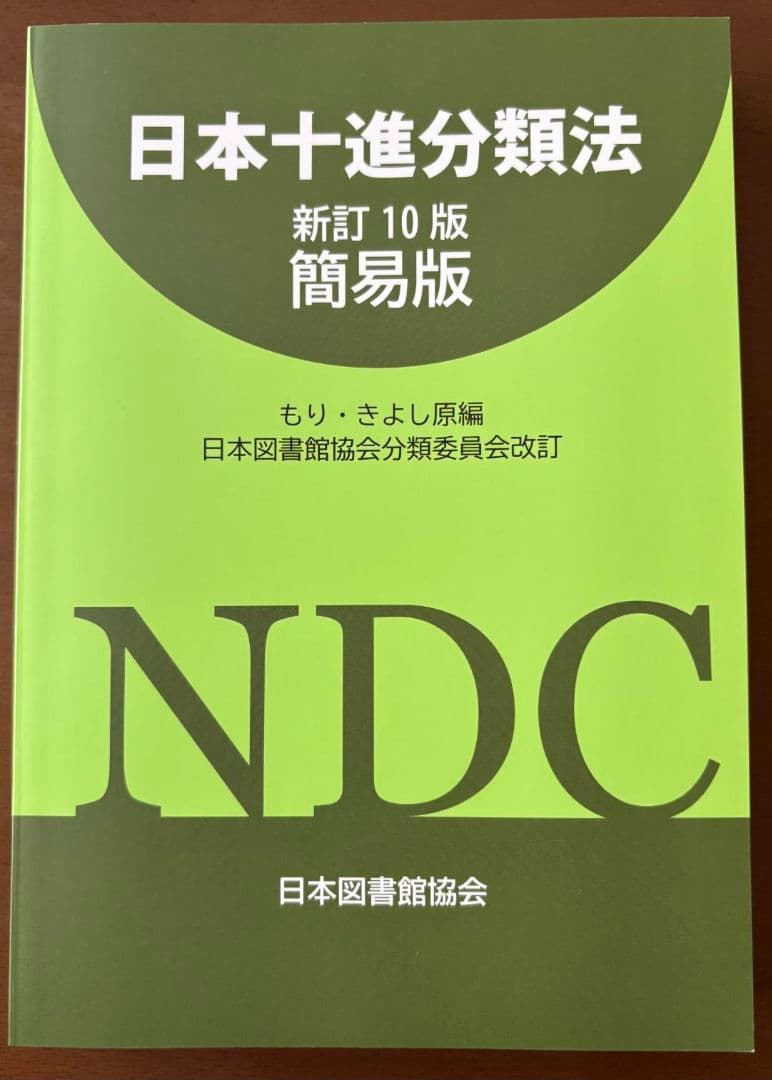 日本十進分類法
新訂 10 版
簡易版
もり・きよし原編
日本図書館協会分類委員会改訂
NDC
日本図書館協会